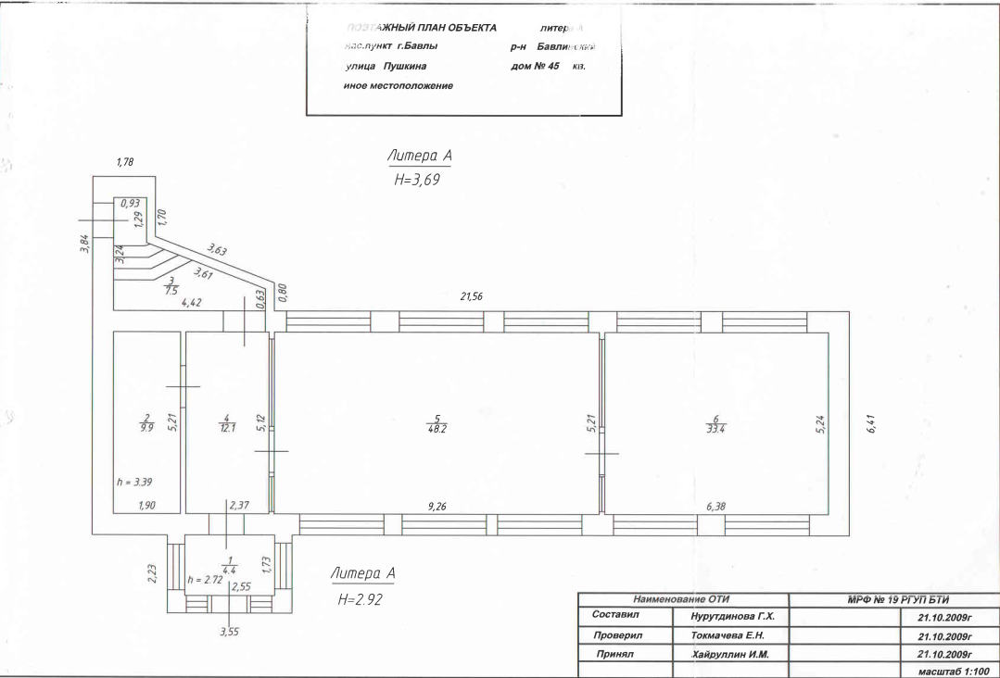 ПОЭТАЖНЫЙ ПЛАН ОБЪЕКТА литера А
нас.пункт г.Бавлы р-н Бавлинский
улица Пушкина дом № 45 кв.
иное местоположение
Литера А
H=3,69
1,78
0,93
1,29
1,70
3,84
3,24
3,63
3,61
3
7.5
4,42
0,63
0,80
21,56
2
9.9
5,21
4
12.1
5,12
5
48.2
5,21
6
33.4
5,24
6,41
h = 3.39
1,90
2,37
9,26
6,38
2,23
1
4.4
1,73
h = 2.72
2,55
3,55
Литера А
H=2.92
Наименование ОТИ МРФ № 19 РГУП БТИ
Составил Нурутдинова Г.Х. 21.10.2009г
Проверил Токмачева Е.Н. 21.10.2009г
Принял Хайруллин И.М. 21.10.2009г
масштаб 1:100